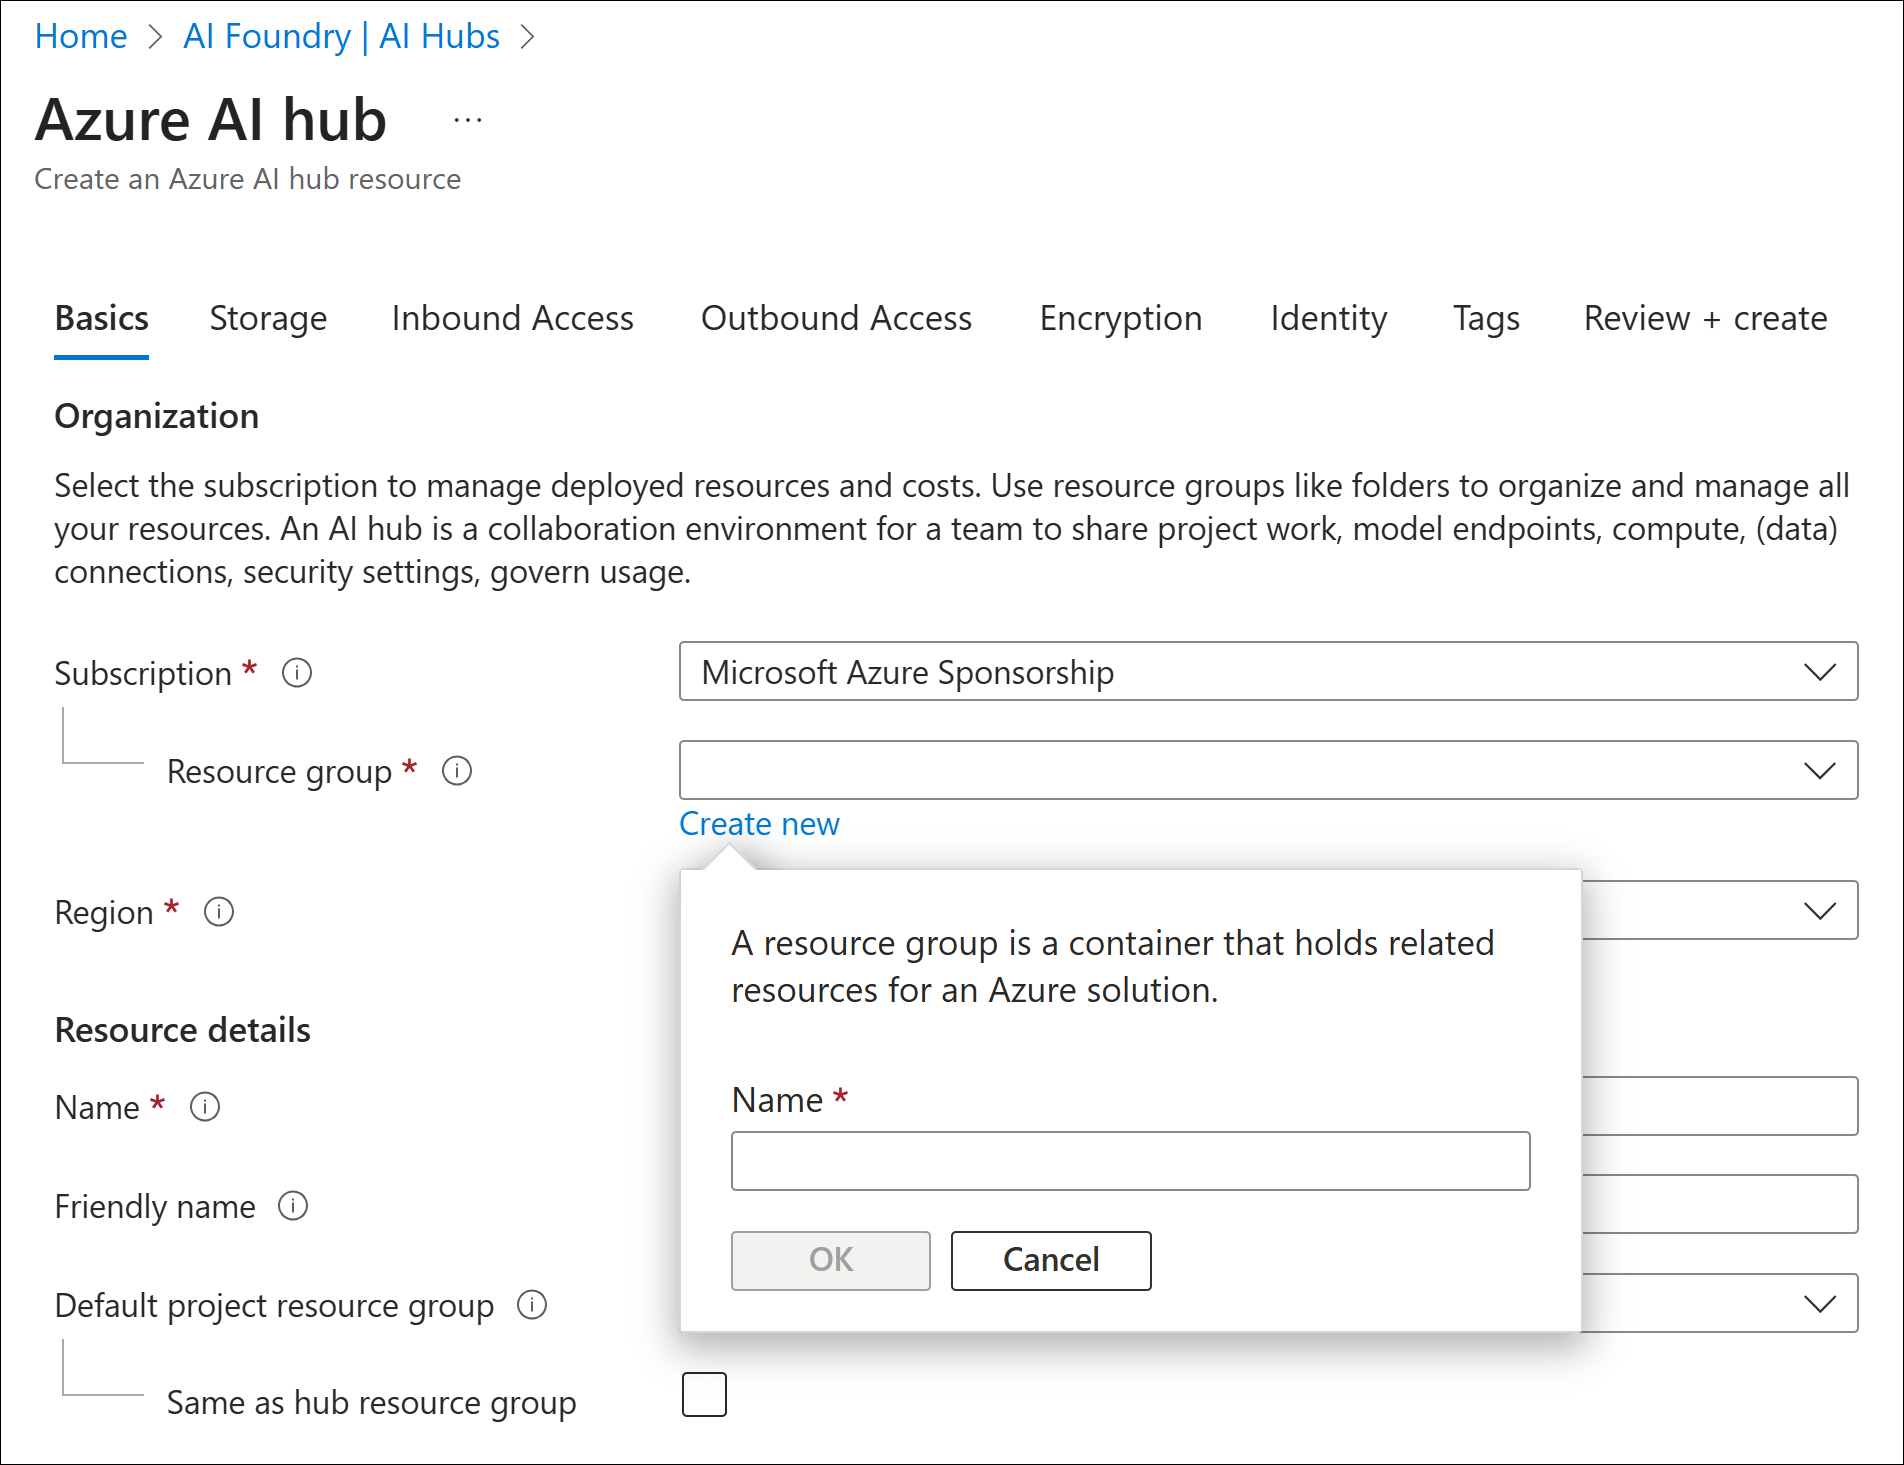 Home > AI Foundry | AI Hubs >
Azure AI hub ...
Create an Azure AI hub resource
Basics Storage Inbound Access Outbound Access Encryption Identity Tags Review + create
Organization
Select the subscription to manage deployed resources and costs. Use resource groups like folders to organize and manage all
your resources. An AI hub is a collaboration environment for a team to share project work, model endpoints, compute, (data)
connections, security settings, govern usage.
Subscription *
Microsoft Azure Sponsorship
Resource group *
Create new
Region *
A resource group is a container that holds related
resources for an Azure solution.
Name *
OK Cancel
Resource details
Name *
Friendly name
Default project resource group
Same as hub resource group